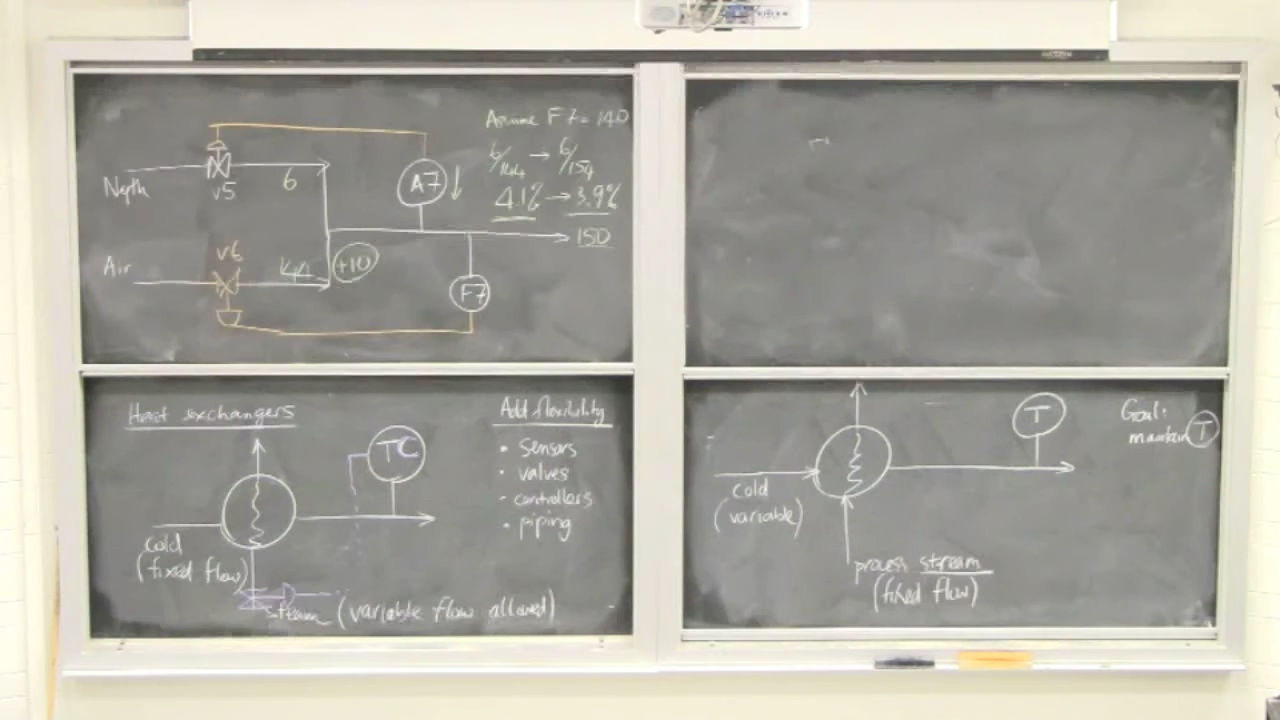 Assume F7 = 140
6/144 → 6/154
4.1% → 3.9%
Napth
v5
6
A7 ↓
150
Air
v6
+10
F7
Heat exchangers
TC
cold
(fixed flow)
steam (variable flow allowed)
Add flexibility
• sensors
• valves
• controllers
• piping
T
Goal:
maintain T
cold
(variable)
process stream
(fixed flow)